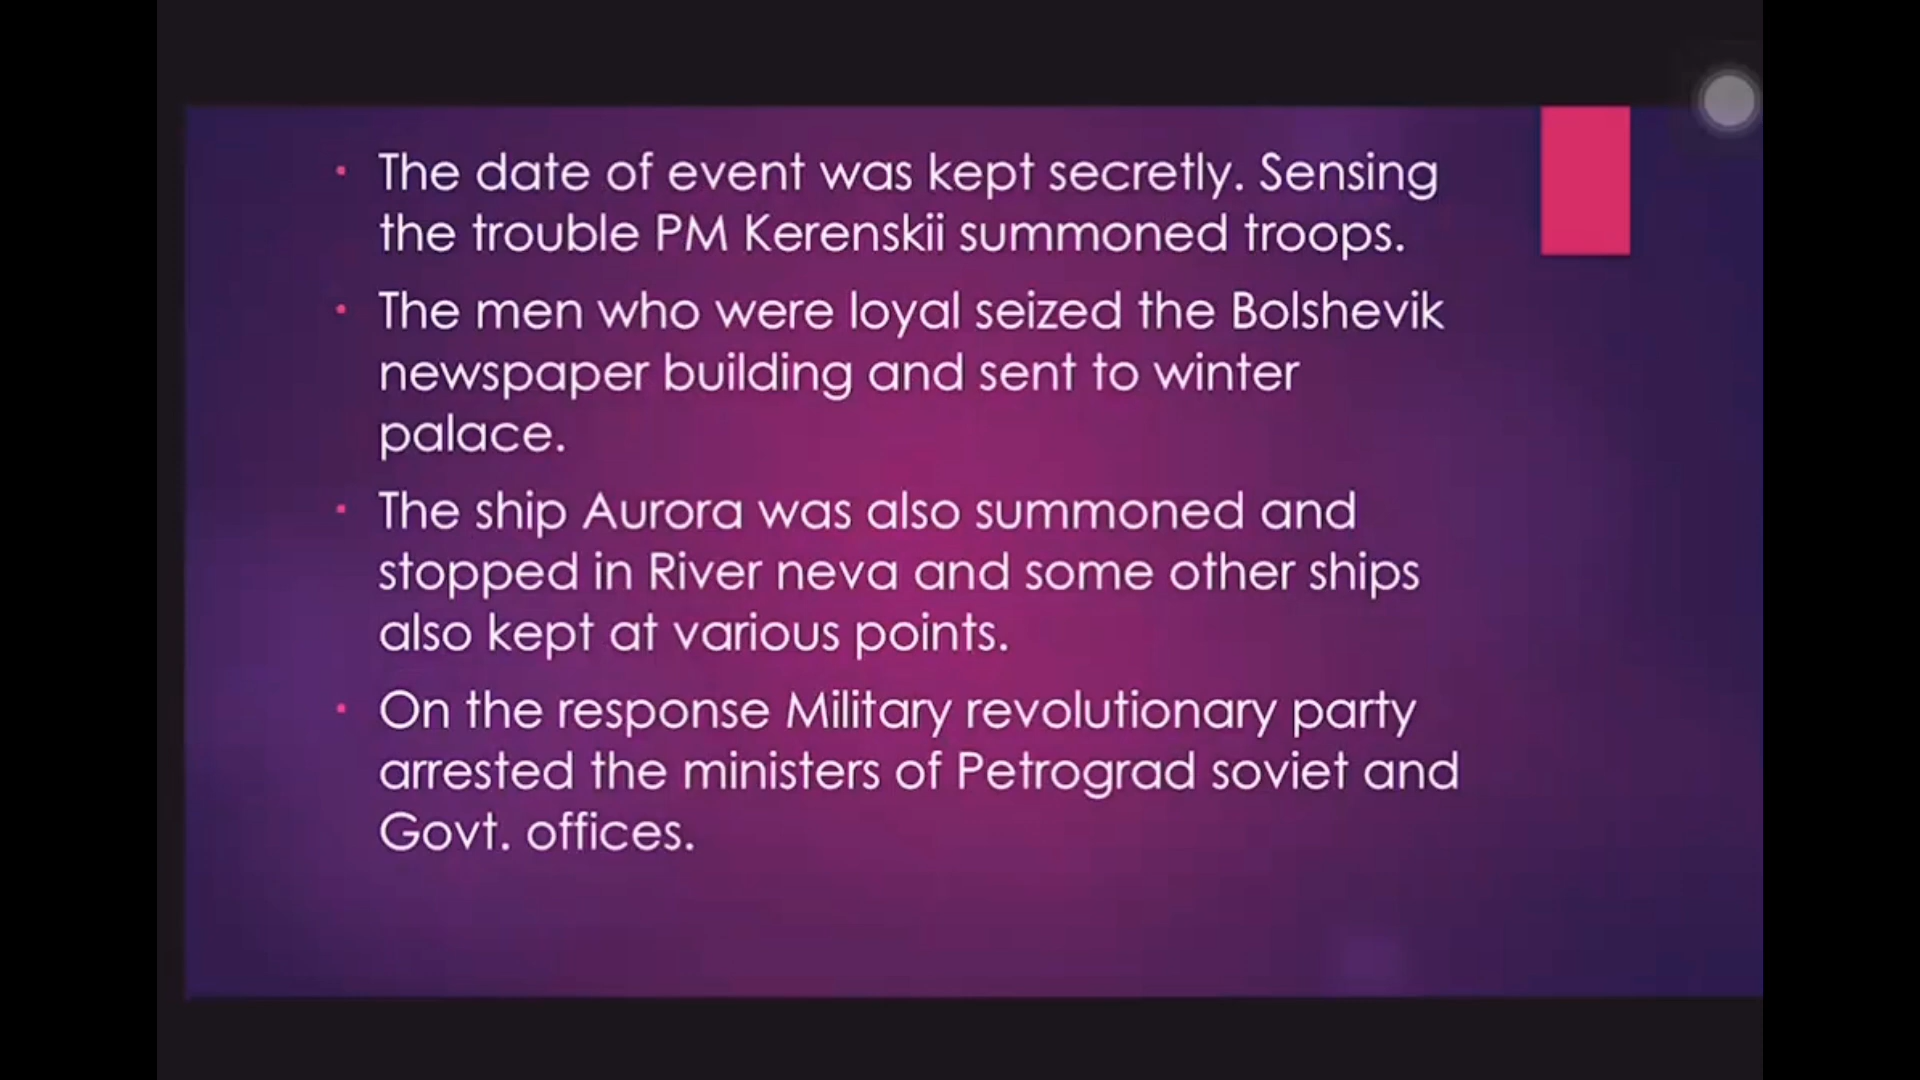 The date of event was kept secretly. Sensing
the trouble PM Kerenskii summoned troops.
The men who were loyal seized the Bolshevik
newspaper building and sent to winter
palace.
The ship Aurora was also summoned and
stopped in River neva and some other ships
also kept at various points.
On the response Military revolutionary party
arrested the ministers of Petrograd soviet and
Govt. offices.